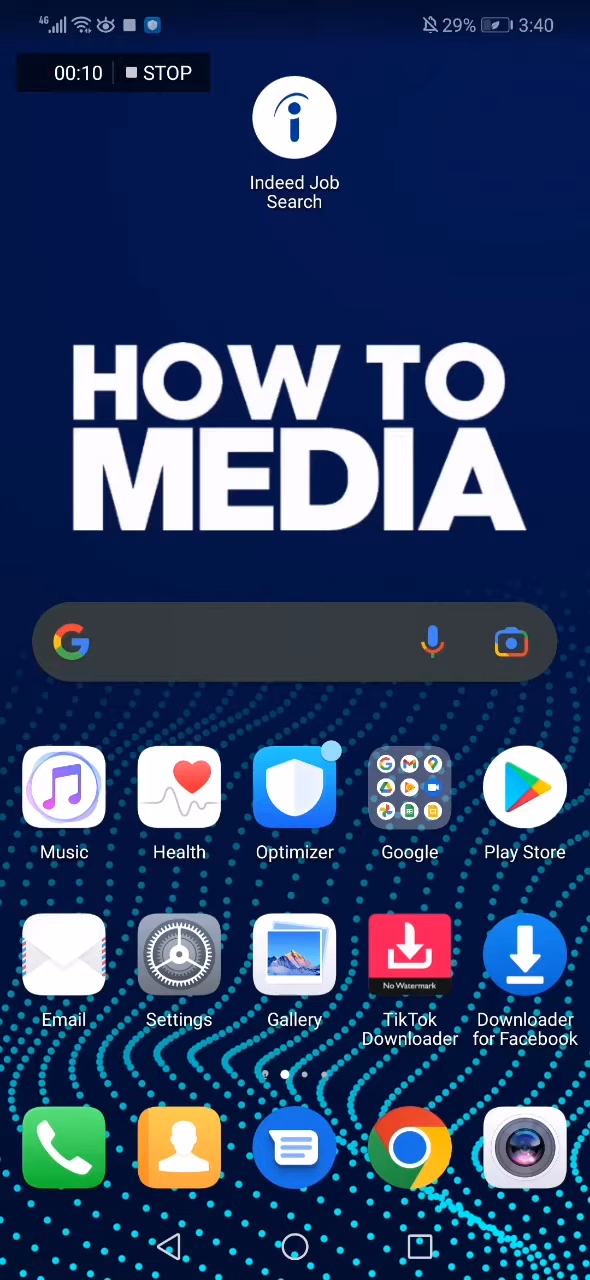 4G
29%
3:40
00:10
STOP
Indeed Job
Search
HOW TO
MEDIA
Music
Health
Optimizer
Google
Play Store
No Watermark
Email
Settings
Gallery
TikTok
Downloader
Downloader
for Facebook